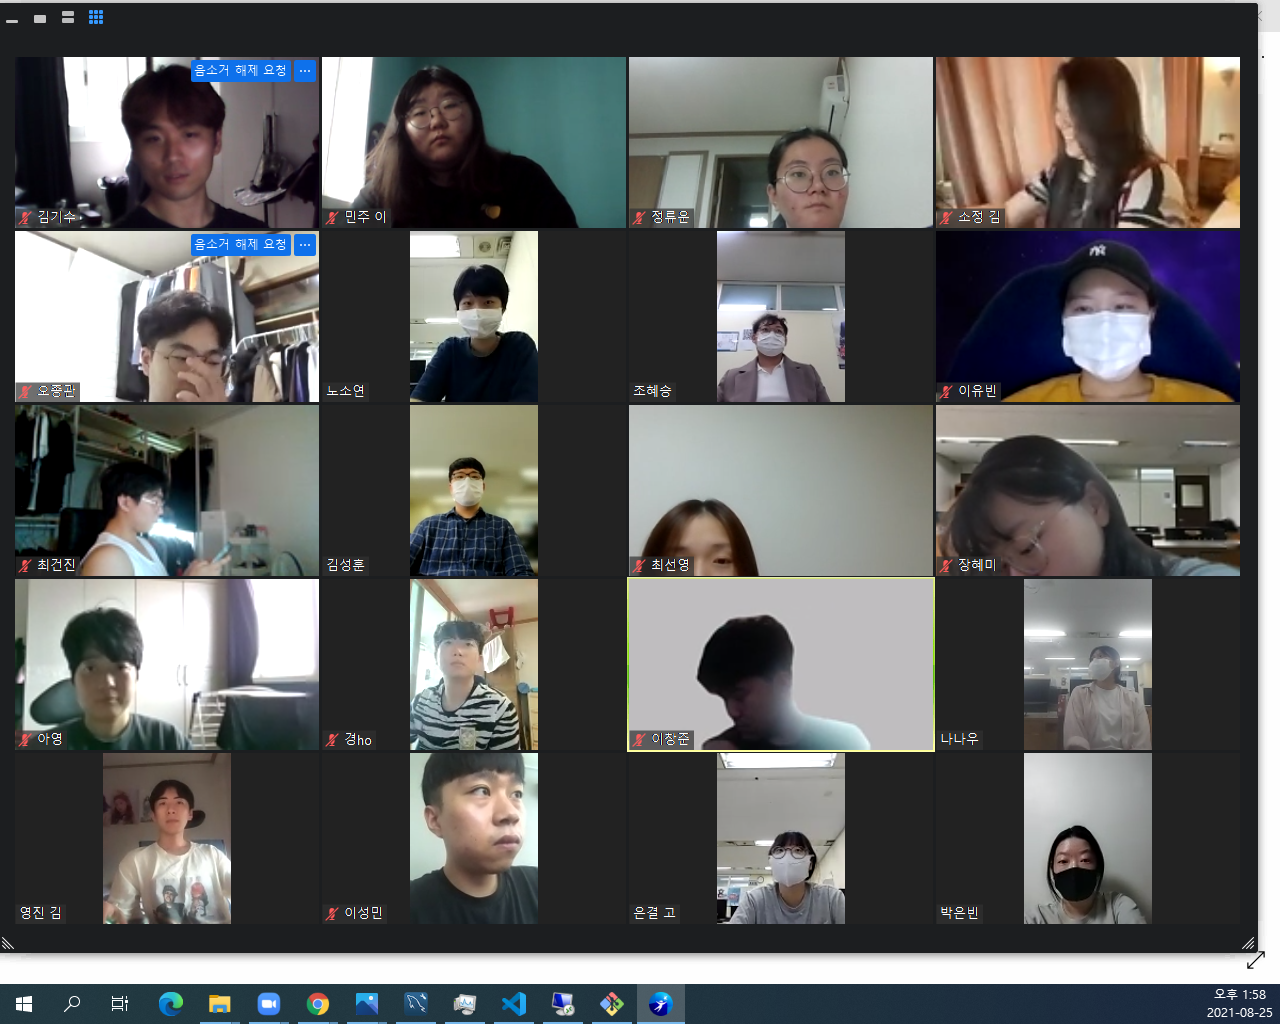 음소거 해제 요청 ...
김기수
민주 이
정류운
소정 김
음소거 해제 요청 ...
오종관
노소연
조혜승
이유빈
최건진
김성훈
최선영
장혜미
아영
경ho
이창준
나나우
영진 김
이성민
은결 고
박은빈
오후 1:58
2021-08-25